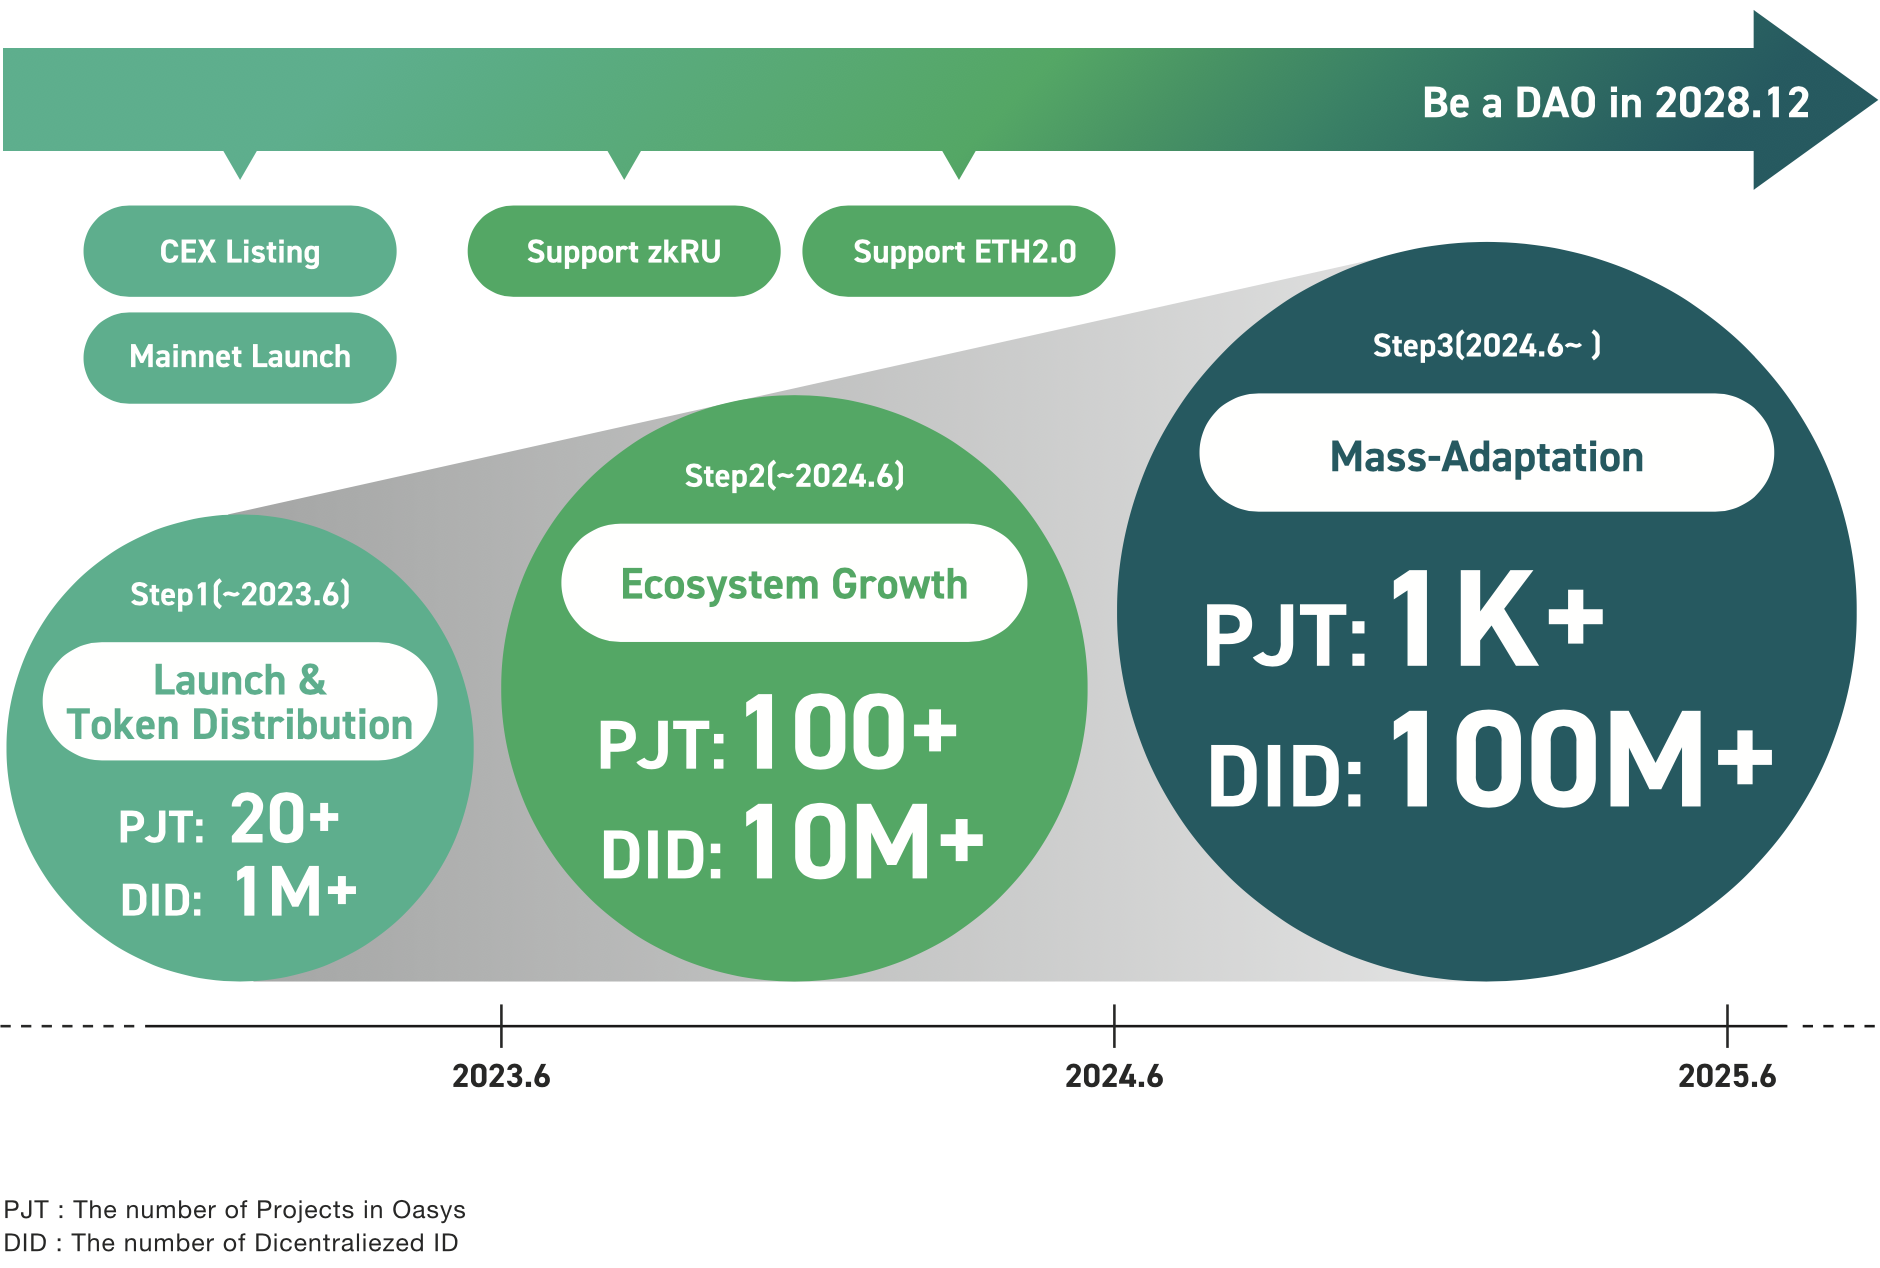 Be a DAO in 2028.12
CEX Listing
Mainnet Launch
Support zkRU
Support ETH2.0
Step1(~2023.6)
Launch &
Token Distribution
PJT: 20+
DID: 1M+
Step2(~2024.6)
Ecosystem Growth
PJT: 100+
DID: 10M+
Step3(2024.6~ )
Mass-Adaptation
PJT: 1K+
DID: 100M+
2023.6
2024.6
2025.6
PJT : The number of Projects in Oasys
DID : The number of Dicentraliezed ID